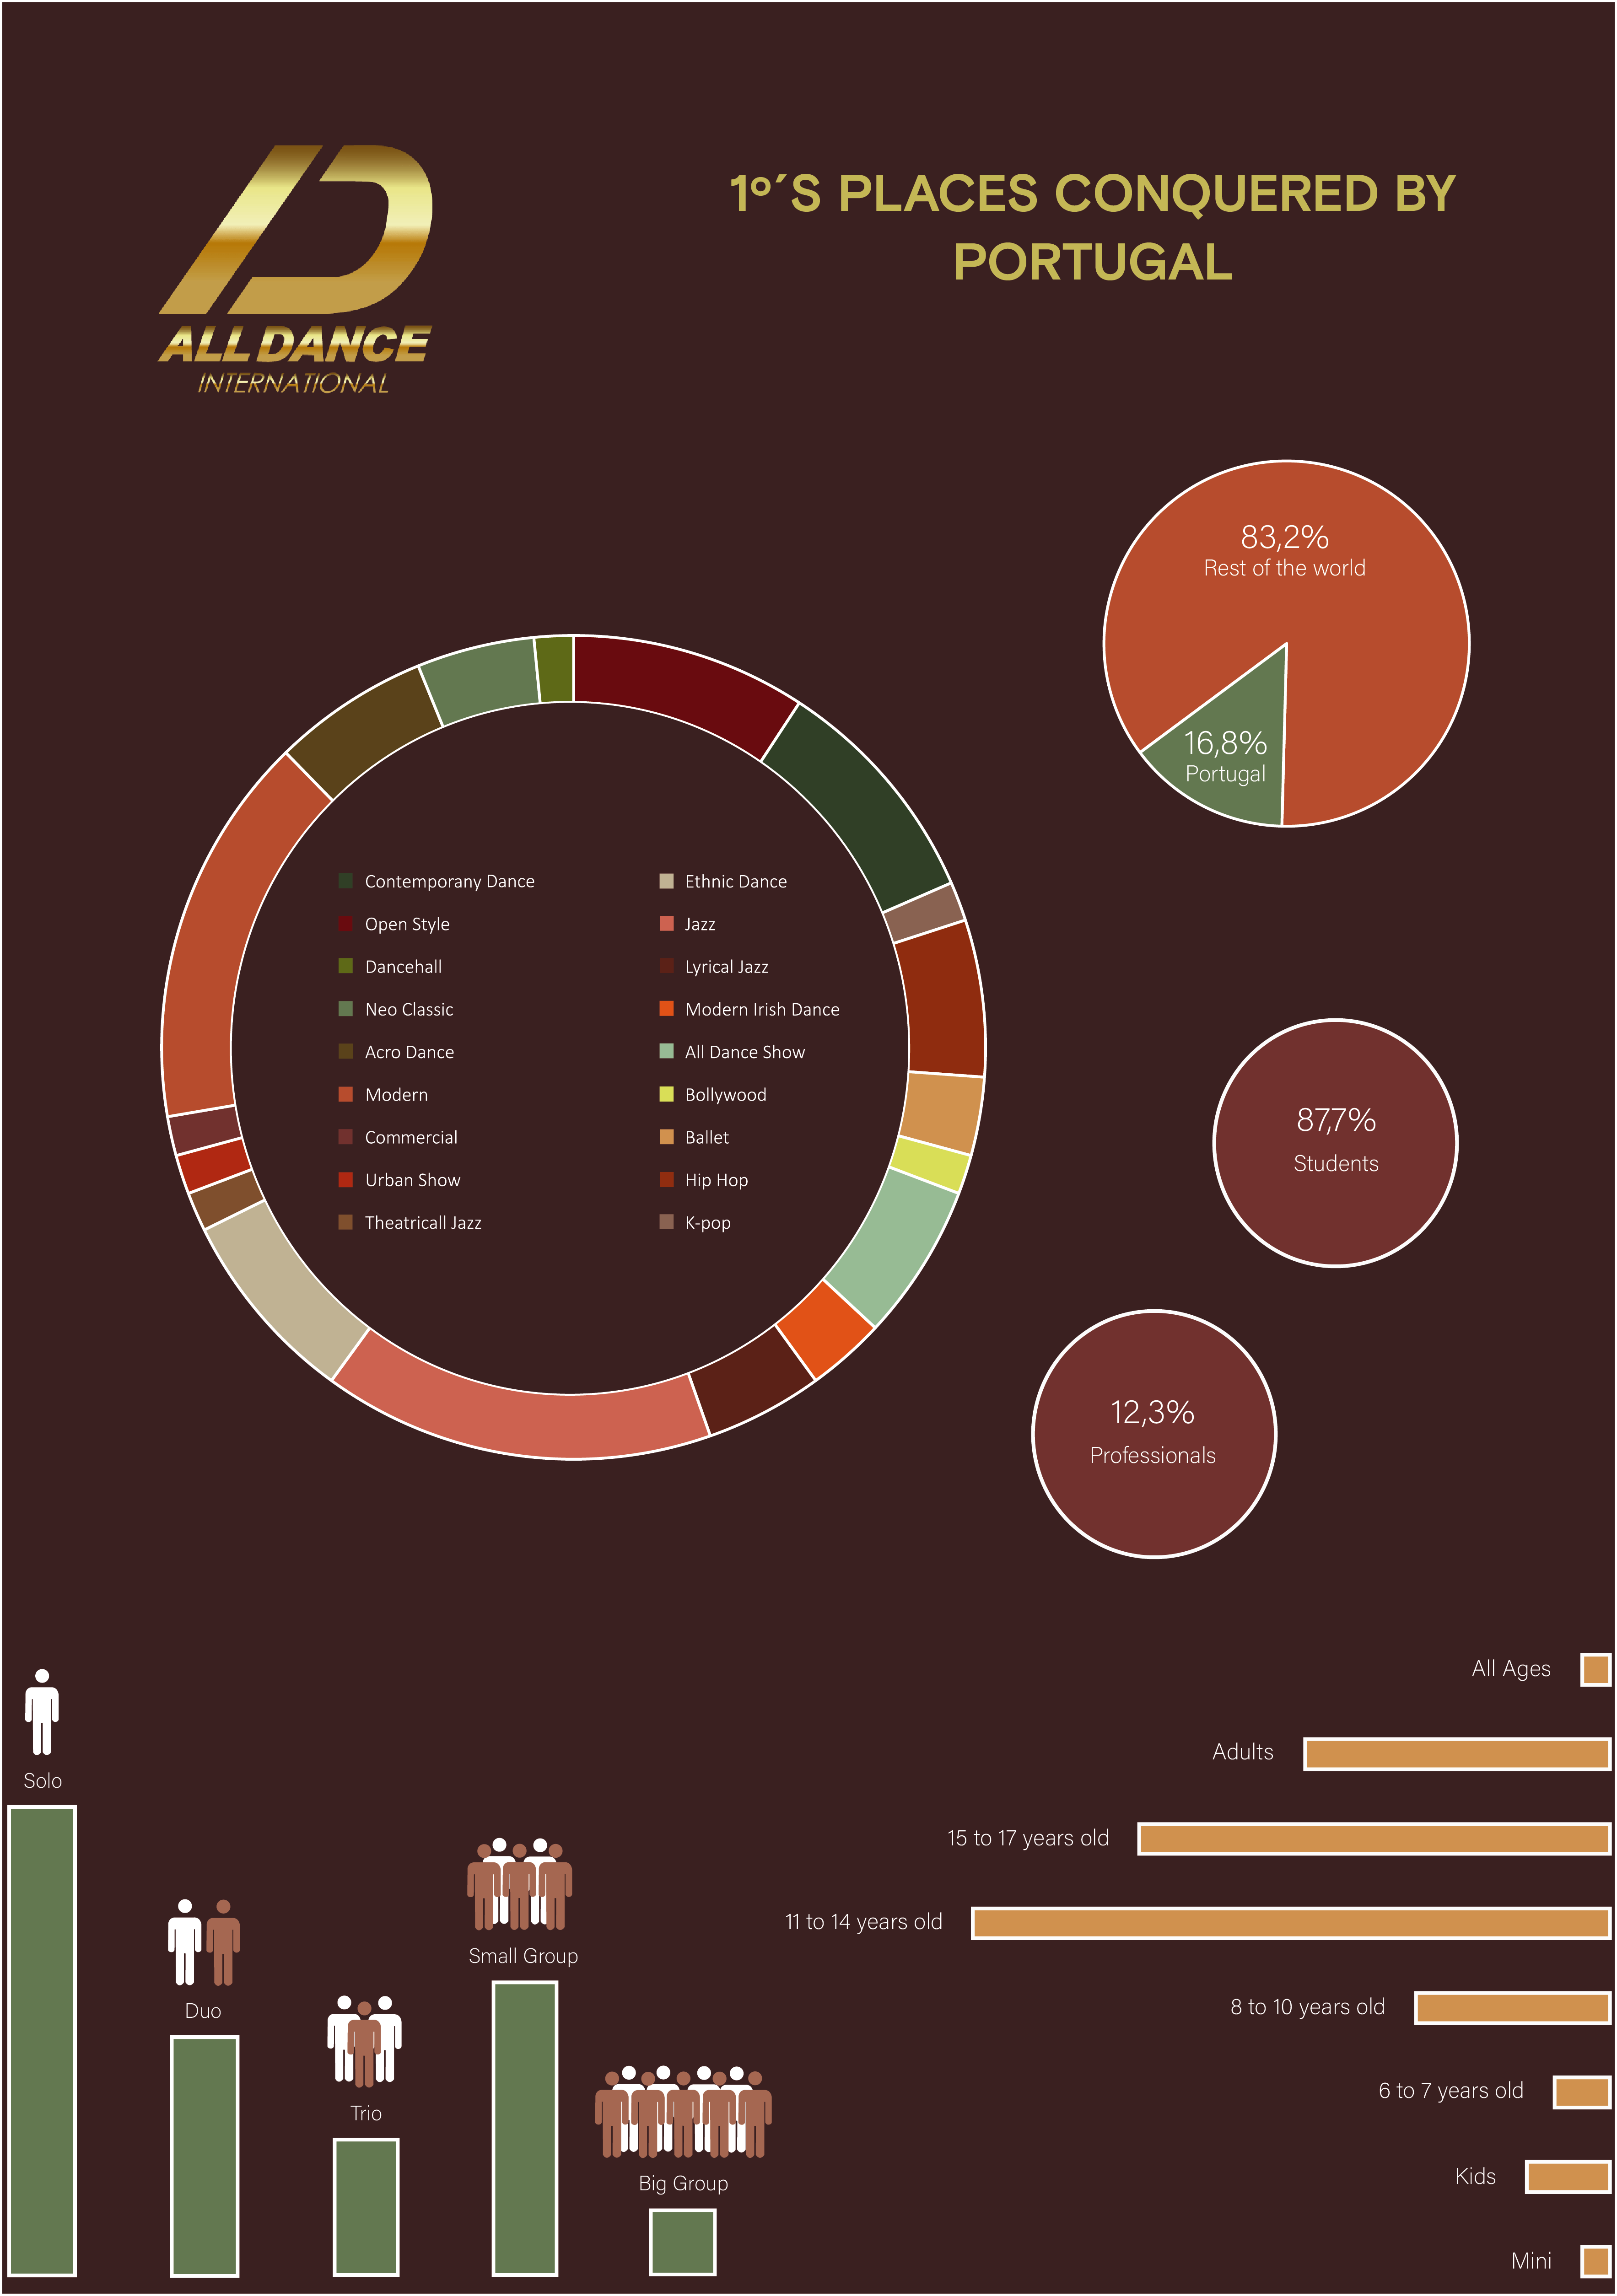 ALL DANCE
INTERNATIONAL
1º´S PLACES CONQUERED BY
PORTUGAL
83,2%
Rest of the world
16,8%
Portugal
Contemporany Dance
Open Style
Dancehall
Neo Classic
Acro Dance
Modern
Commercial
Urban Show
Theatricall Jazz
Ethnic Dance
Jazz
Lyrical Jazz
Modern Irish Dance
All Dance Show
Bollywood
Ballet
Hip Hop
K-pop
87,7%
Students
12,3%
Professionals
Solo
Duo
Trio
Small Group
Big Group
All Ages
Adults
15 to 17 years old
11 to 14 years old
8 to 10 years old
6 to 7 years old
Kids
Mini